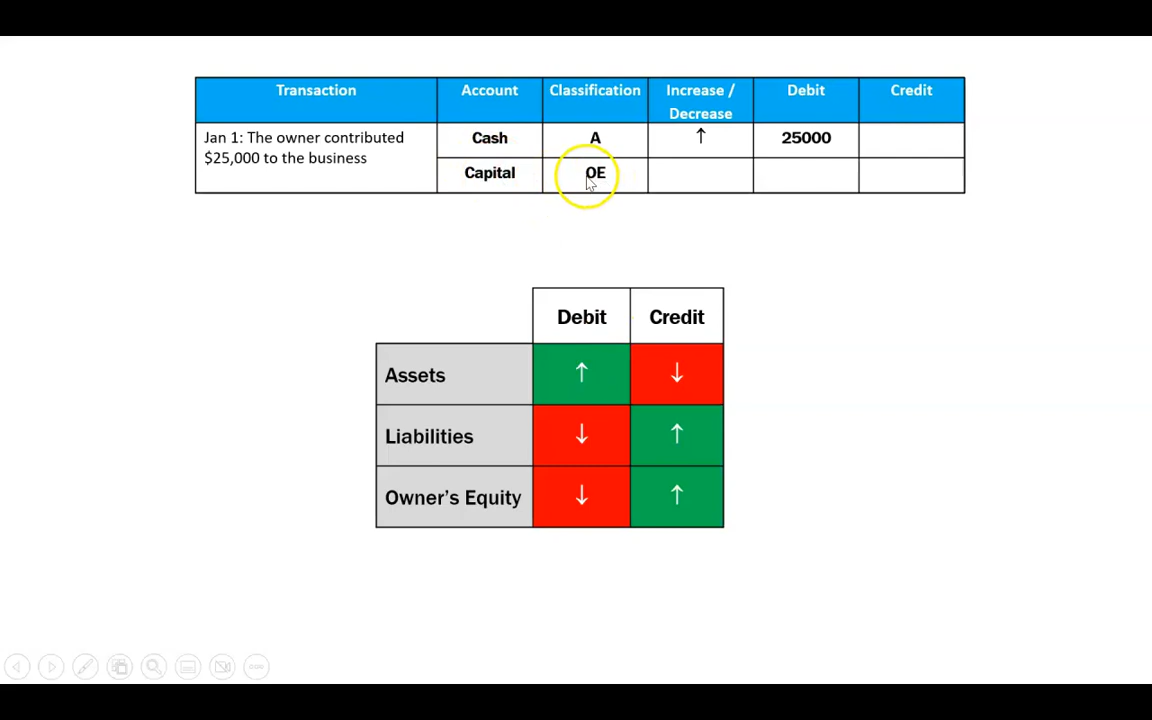 Transaction Account Classification Increase / Decrease Debit Credit
Jan 1: The owner contributed Cash A ↑ 25000
$25,000 to the business
Capital OE
Debit Credit
Assets ↑ ↓
Liabilities ↓ ↑
Owner's Equity ↓ ↑